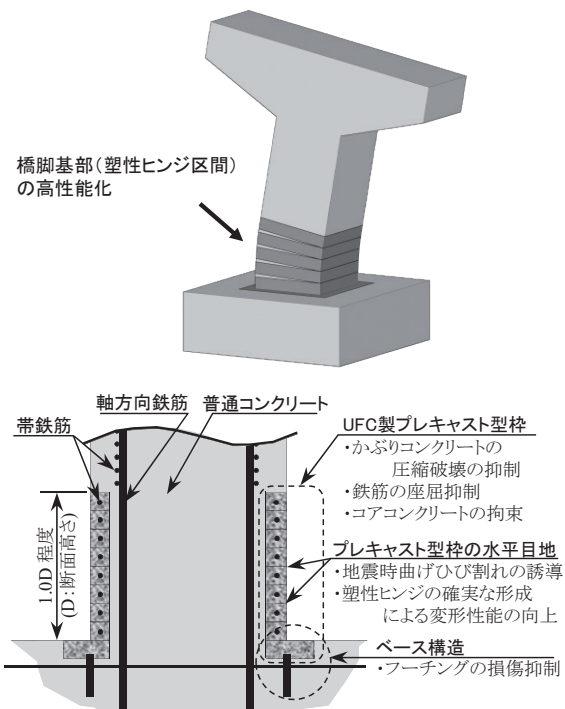 橋脚基部（塑性ヒンジ区間）
の高性能化
軸方向鉄筋
普通コンクリート
帯鉄筋
1.0D 程度
(D：断面高さ)
UFC製プレキャスト型枠
・かぶりコンクリートの
圧縮破壊の抑制
・鉄筋の座屈抑制
・コアコンクリートの拘束
プレキャスト型枠の水平目地
・地震時曲げひび割れの誘導
・塑性ヒンジの確実な形成
による変形性能の向上
ベース構造
・フーチングの損傷抑制